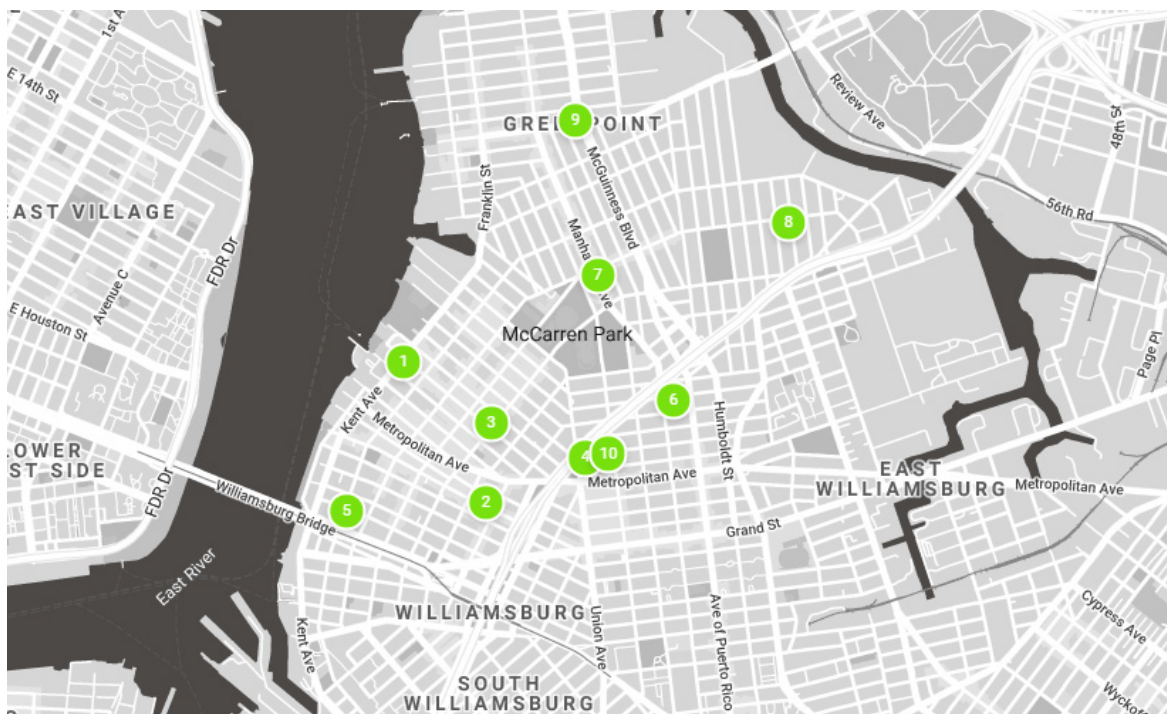 1st A
E 14th St
EAST VILLAGE
FDR Dr
Avenue C
E Houston St
LOWER
EAST SIDE
FDR Dr
Williamsburg Bridge
East River
Kent Ave
9
GREENPOINT
McGuinness Blvd
Franklin St
Manha
Ave
7
8
Review Ave
48th St
56th Rd
Page Pl
McCarren Park
1
Kent Ave
Metropolitan Ave
3
6
4
10
Metropolitan Ave
Humboldt St
2
5
EAST
WILLIAMSBURG
Metropolitan Ave
Grand St
WILLIAMSBURG
Union Ave
Ave of Puerto Rico
Cypress Ave
Wyckoff
SOUTH
WILLIAMSBURG